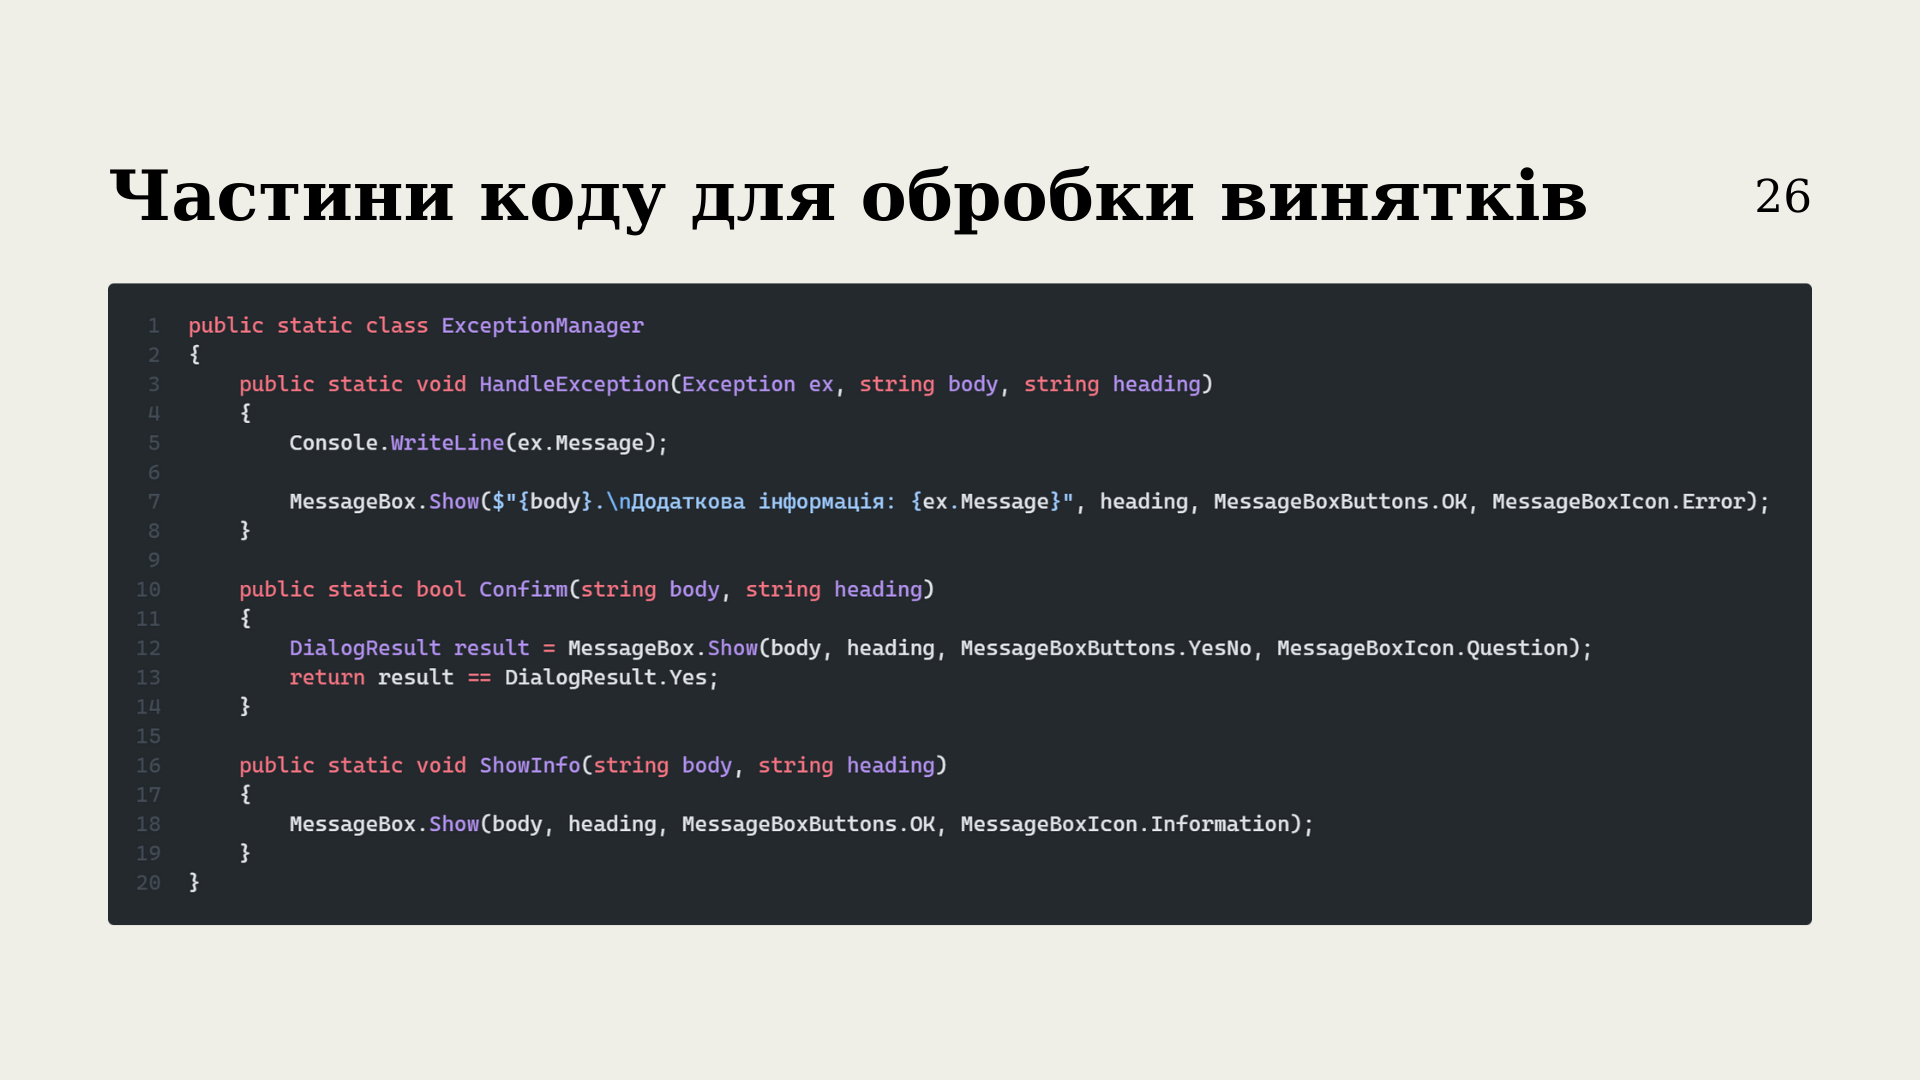 Частини коду для обробки винятків
26
1 public static class ExceptionManager
2 {
3     public static void HandleException(Exception ex, string body, string heading)
4     {
5         Console.WriteLine(ex.Message);
6
7         MessageBox.Show($"{body}.\nДодаткова інформація: {ex.Message}", heading, MessageBoxButtons.OK, MessageBoxIcon.Error);
8     }
9
10     public static bool Confirm(string body, string heading)
11     {
12         DialogResult result = MessageBox.Show(body, heading, MessageBoxButtons.YesNo, MessageBoxIcon.Question);
13         return result == DialogResult.Yes;
14     }
15
16     public static void ShowInfo(string body, string heading)
17     {
18         MessageBox.Show(body, heading, MessageBoxButtons.OK, MessageBoxIcon.Information);
19     }
20 }